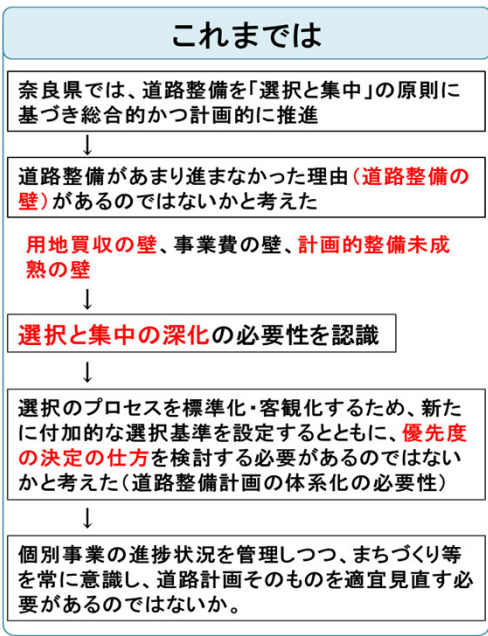 これまでは
奈良県では、道路整備を「選択と集中」の原則に
基づき総合的かつ計画的に推進
↓
道路整備があまり進まなかった理由(道路整備の
壁)があるのではないかと考えた
用地買収の壁、事業費の壁、計画的整備未成
熟の壁
↓
選択と集中の深化の必要性を認識
↓
選択のプロセスを標準化・客観化するため、新た
に付加的な選択基準を設定するとともに、優先度
の決定の仕方を検討する必要があるのではない
かと考えた(道路整備計画の体系化の必要性)
↓
個別事業の進捗状況を管理しつつ、まちづくり等
を常に意識し、道路計画そのものを適宜見直す必
要があるのではないか。